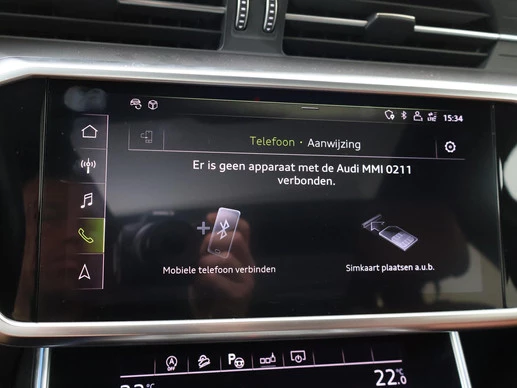 15:34
Telefoon · Aanwijzing
Er is geen apparaat met de Audi MMI 0211
verbonden.
Mobiele telefoon verbinden
Simkaart plaatsen a.u.b.
22.0 °C